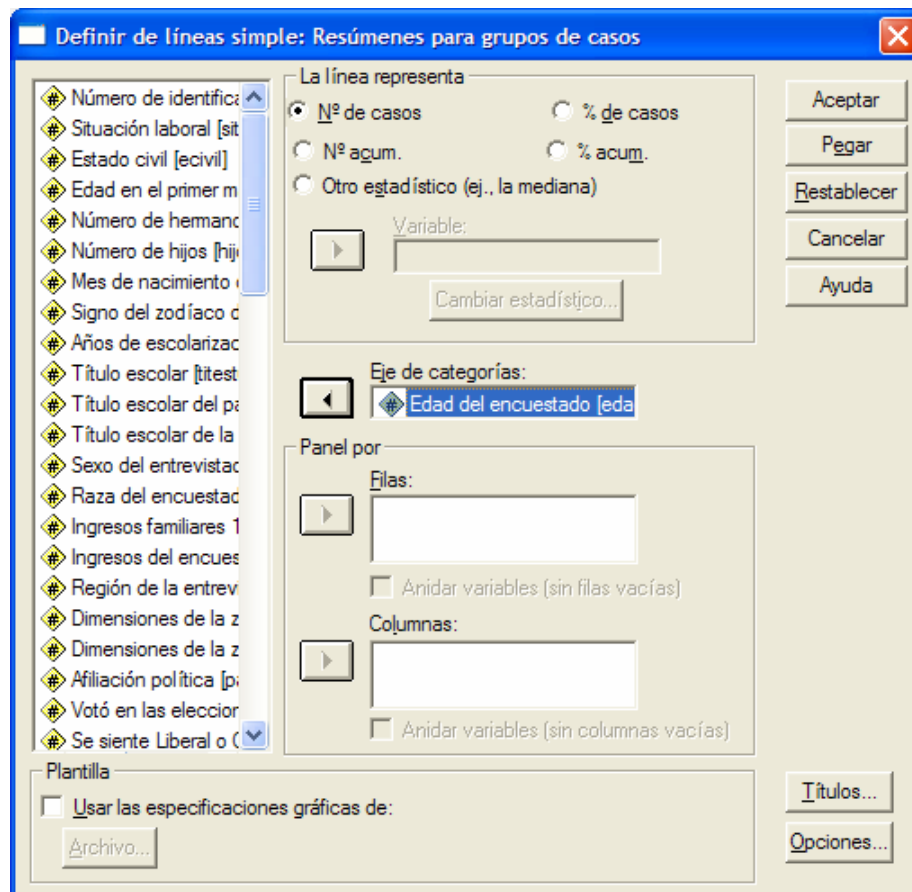 Definir de líneas simple: Resúmenes para grupos de casos
Número de identifica
Situación laboral [sit
Estado civil [ecivil]
Edad en el primer m
Número de hermano
Número de hijos [hijo
Mes de nacimiento
Signo del zodíaco d
Años de escolarizac
Título escolar [titest
Título escolar del pa
Título escolar de la
Sexo del entrevistad
Raza del encuestad
Ingresos familiares 1
Ingresos del encues
Región de la entrevi
Dimensiones de la z
Dimensiones de la z
Afiliación política [pa
Votó en las eleccion
Se siente Liberal o C
La línea representa
Nº de casos
% de casos
Nº acum.
% acum.
Otro estadístico (ej., la mediana)
Variable:
Cambiar estadístico...
Eje de categorías:
Edad del encuestado [eda
Panel por
Filas:
Anidar variables (sin filas vacías)
Columnas:
Anidar variables (sin columnas vacías)
Aceptar
Pegar
Restablecer
Cancelar
Ayuda
Plantilla
Usar las especificaciones gráficas de:
Archivo...
Títulos...
Opciones...